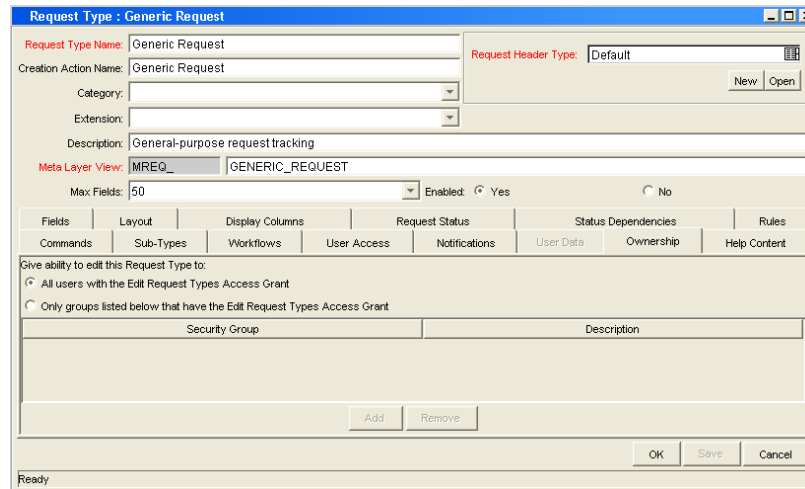 Request Type : Generic Request
Request Type Name: Generic Request
Request Header Type: Default
Creation Action Name: Generic Request
New Open
Category:
Extension:
Description: General-purpose request tracking
Meta Layer View: MREQ_ GENERIC_REQUEST
Max Fields: 50 Enabled: Yes No
Fields Layout Display Columns Request Status Status Dependencies Rules
Commands Sub-Types Workflows User Access Notifications User Data Ownership Help Content
Give ability to edit this Request Type to:
All users with the Edit Request Types Access Grant
Only groups listed below that have the Edit Request Types Access Grant
Security Group Description
Add Remove
OK Save Cancel
Ready